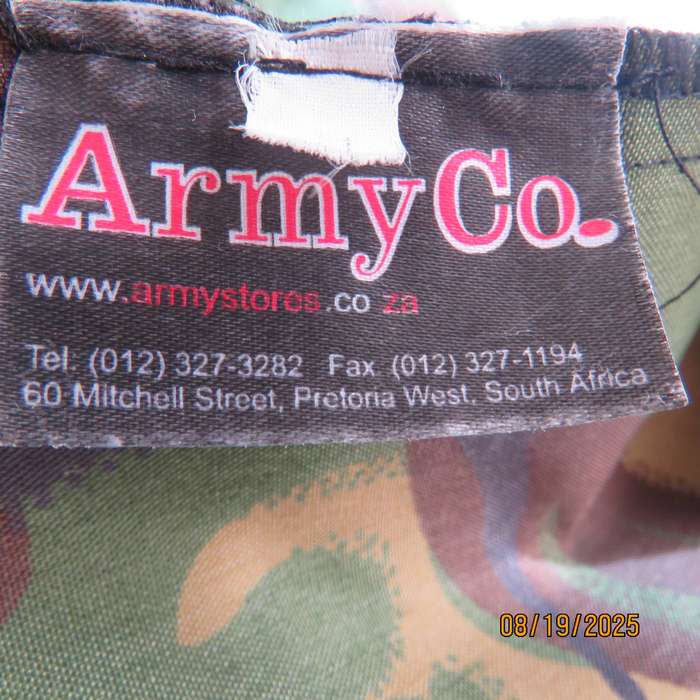 ArmyCo.
www.armystores.co za
Tel. (012) 327-3282 Fax (012) 327-1194
60 Mitchell Street, Pretoria West, South Africa
08/19/2025